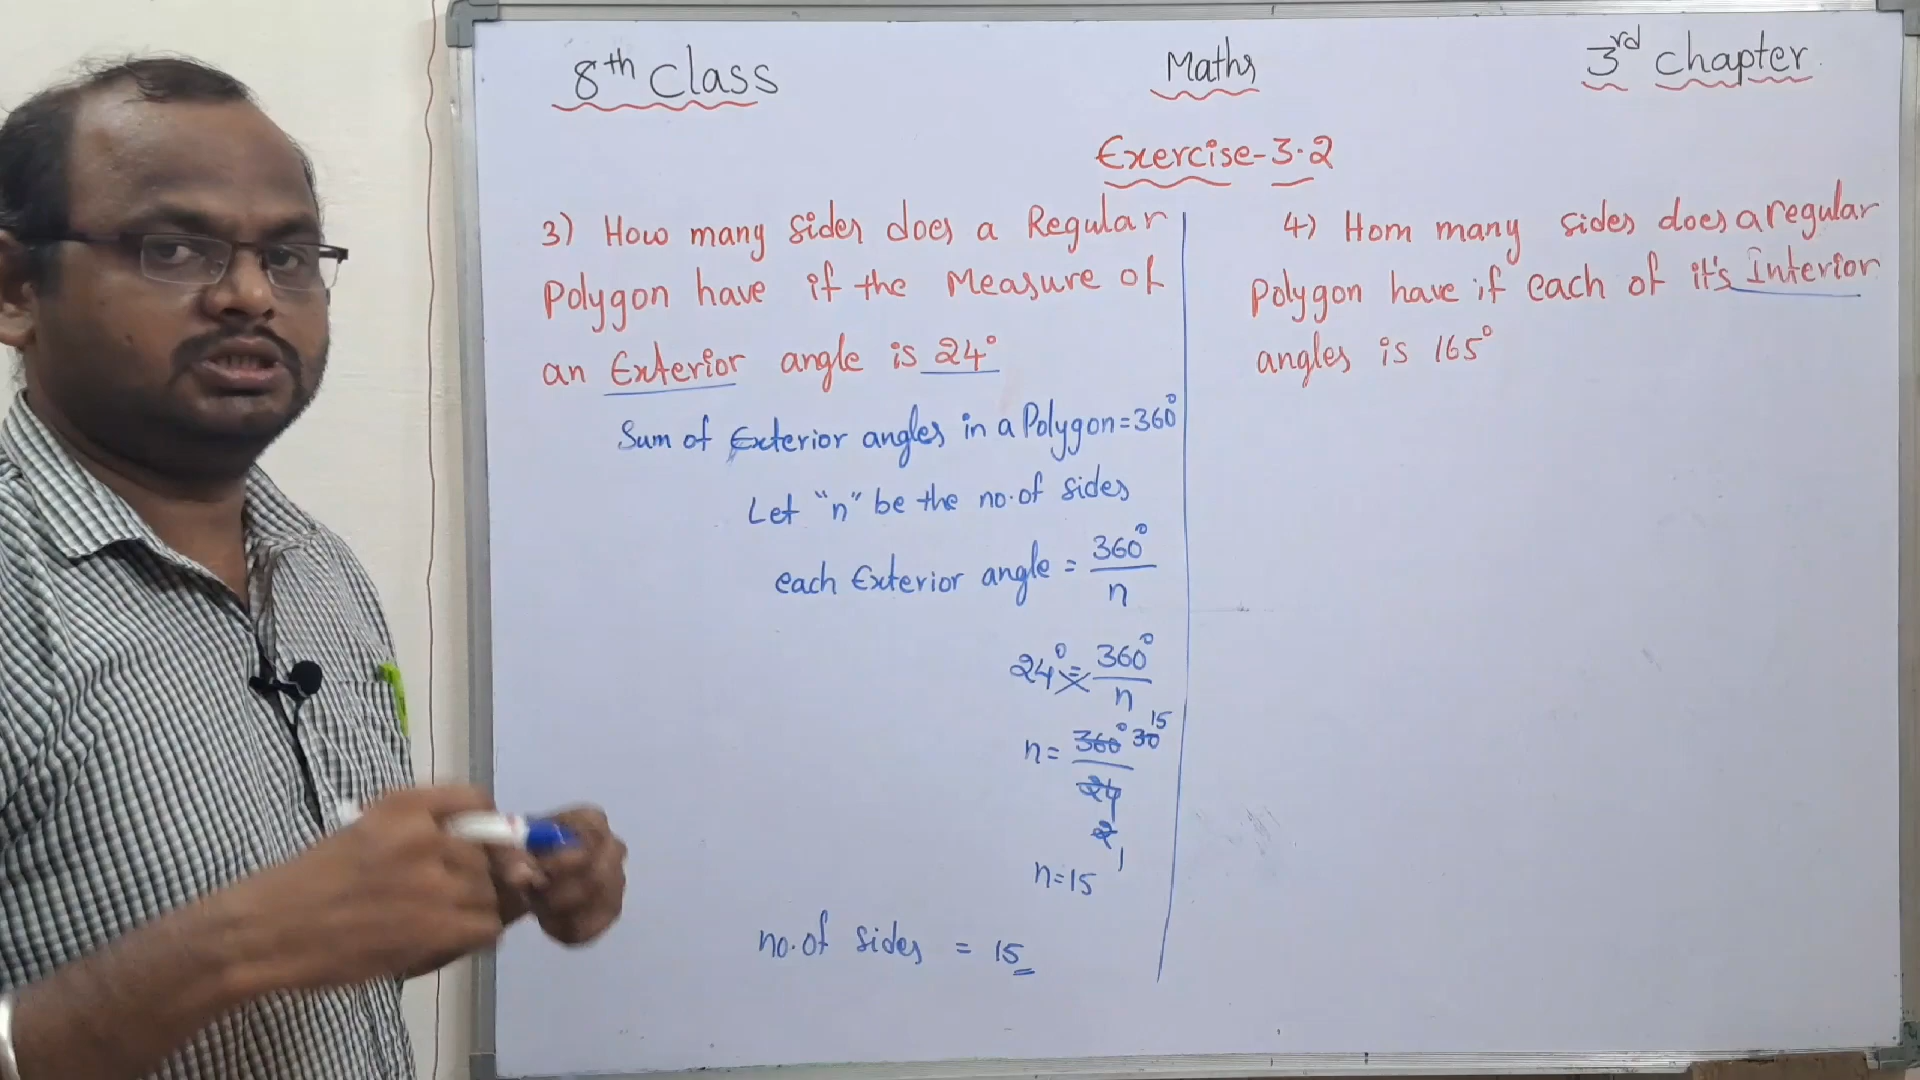 8th Class
Maths
3rd chapter
Exercise-3.2
3) How many sides does a Regular
Polygon have if the Measure of
an Exterior angle is 24°
Sum of Exterior angles in a Polygon=360°
Let "n" be the no.of sides
each Exterior angle = 360°/n
24° = 360°/n
n= 360° 30 15
24
2
1
n=15
no.of sides = 15
4) Hom many sides does a regular
Polygon have if each of it's Interior
angles is 165°